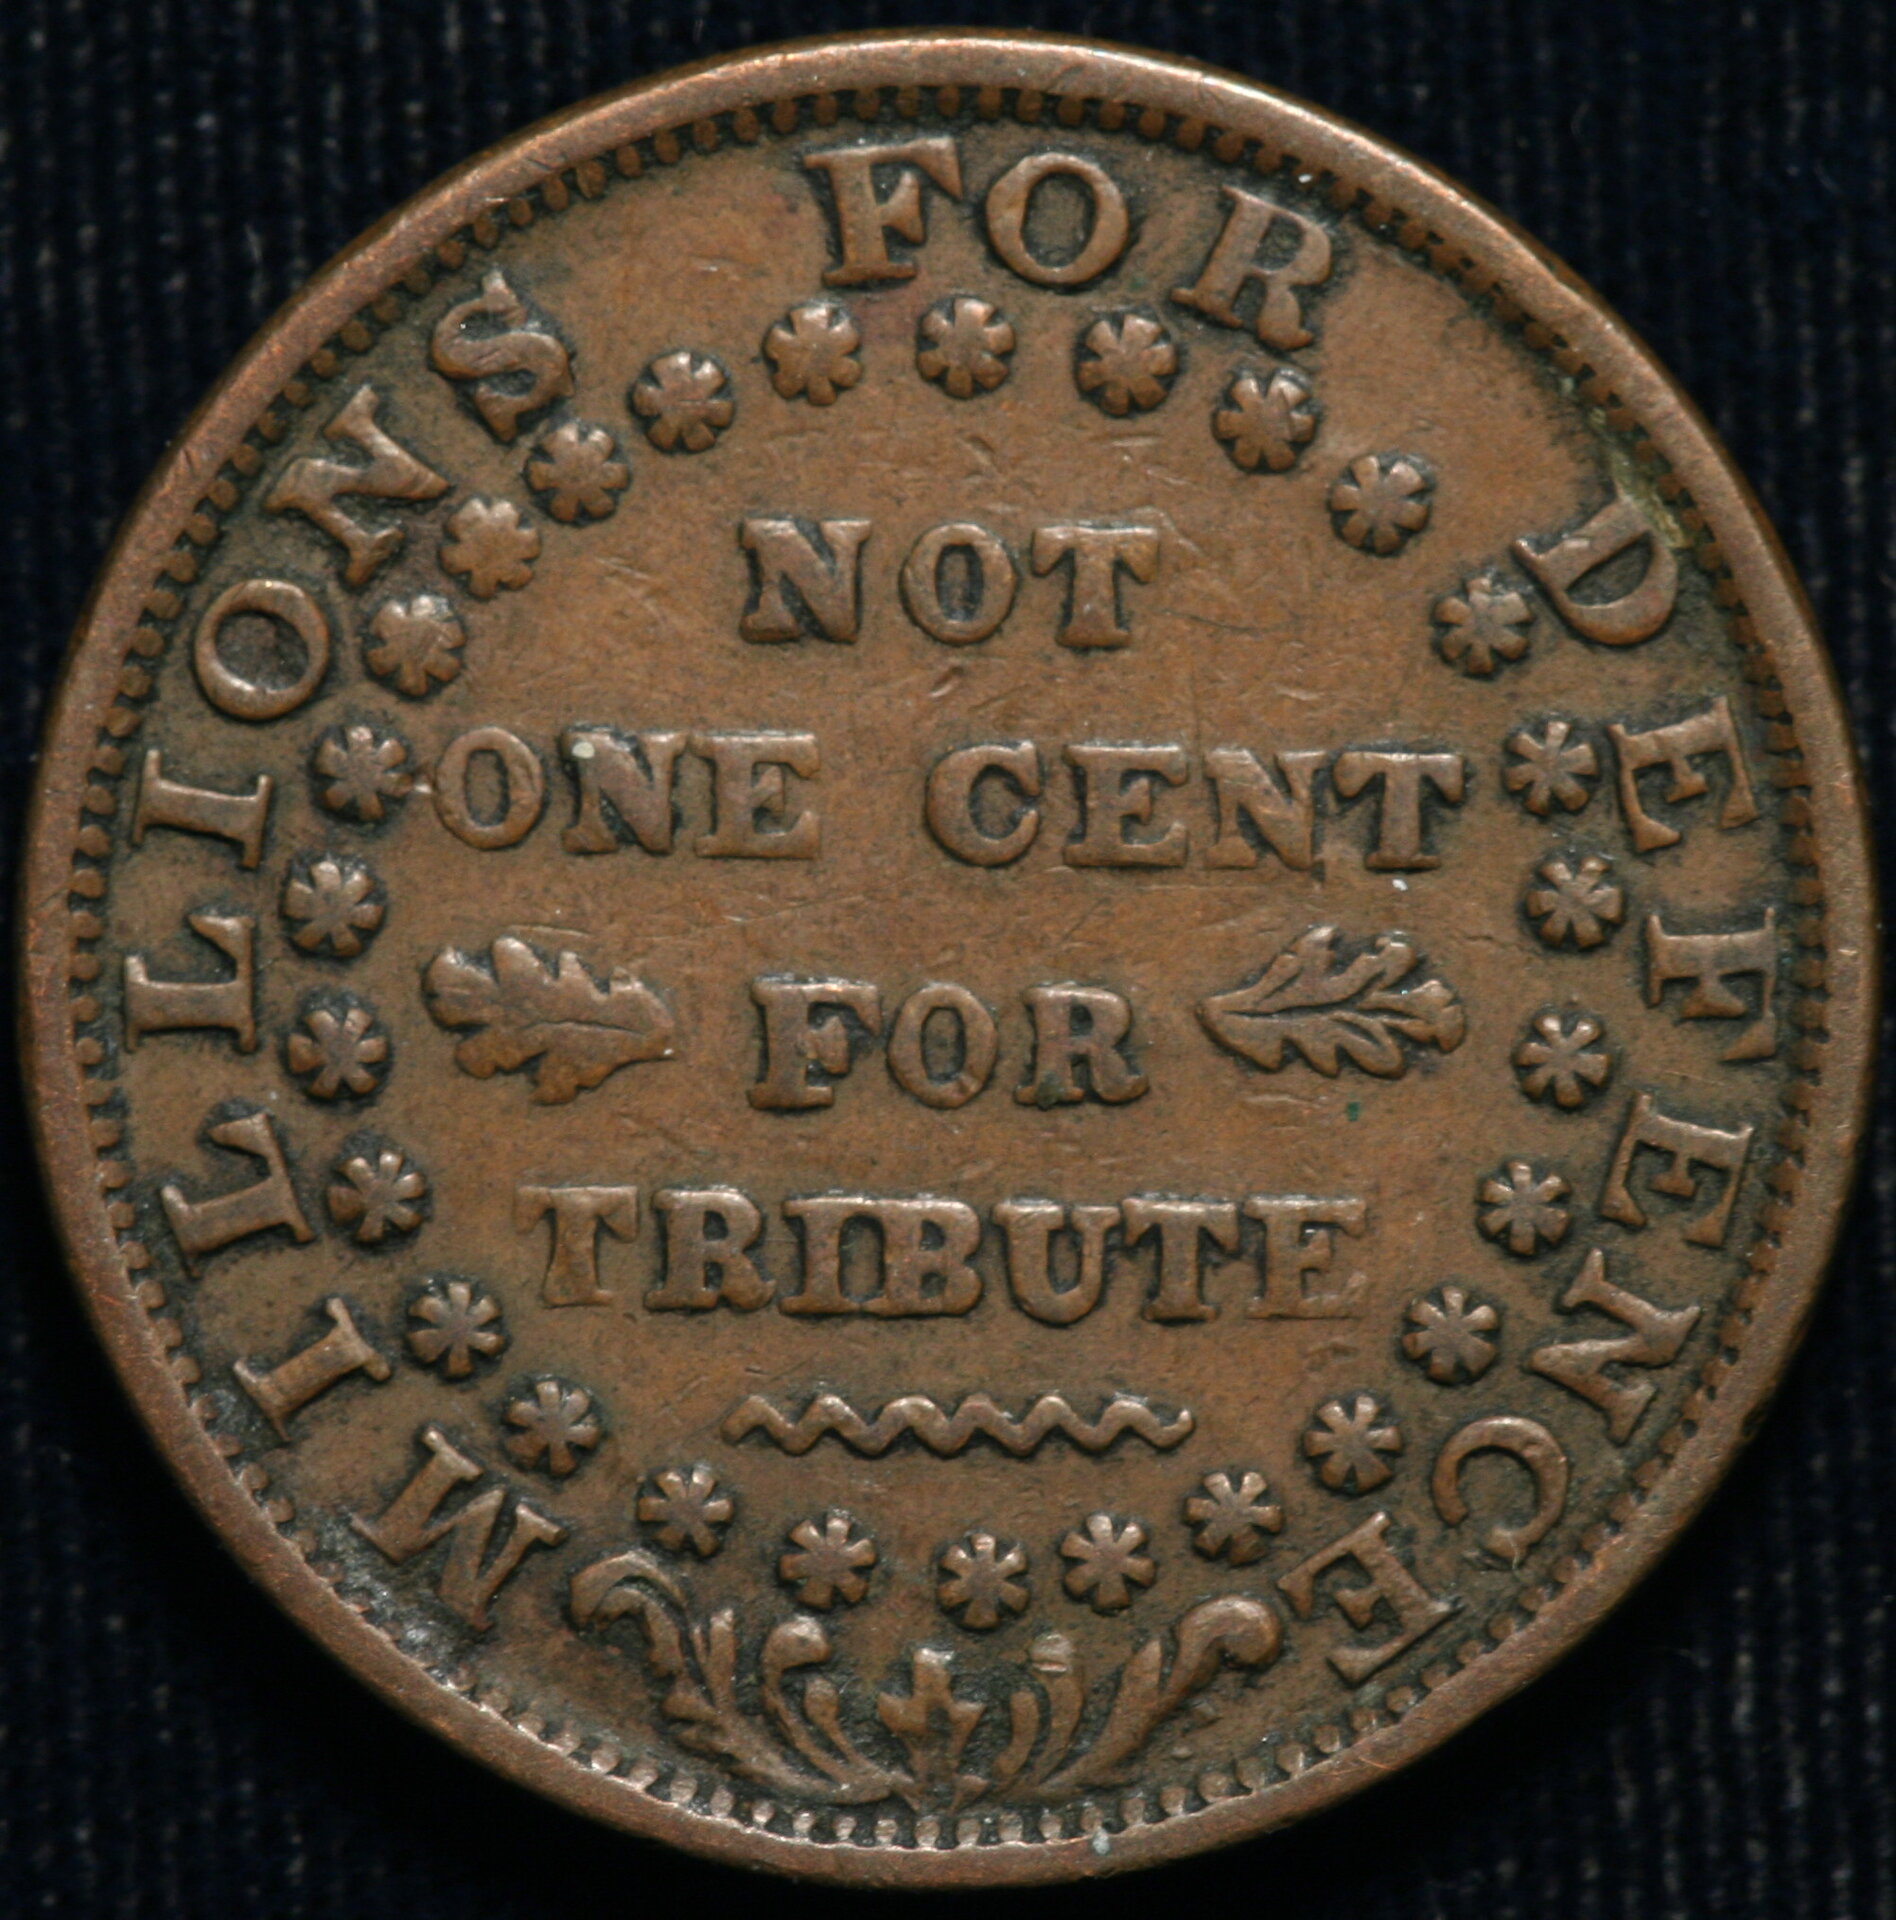 MILLIONS FOR DEFENCE
NOT
ONE CENT
FOR
TRIBUTE